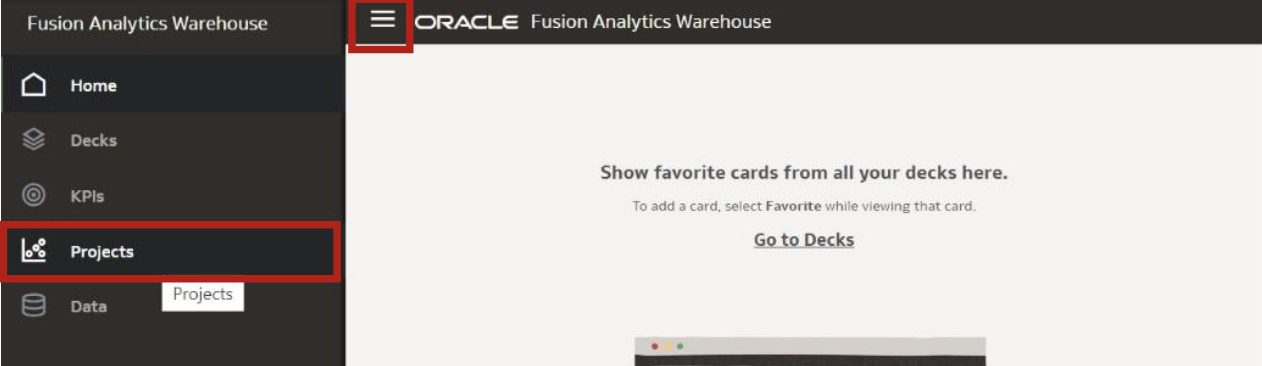 Fusion Analytics Warehouse
Home
Decks
KPIs
Projects
Data
Projects
ORACLE Fusion Analytics Warehouse
Show favorite cards from all your decks here.
To add a card, select Favorite while viewing that card.
Go to Decks